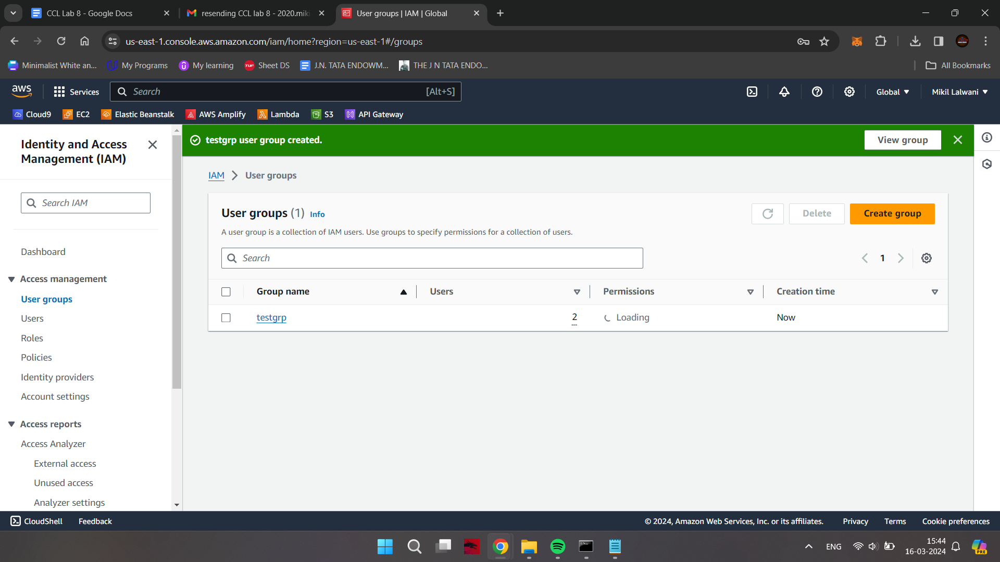 CCL Lab 8 - Google Docs
resending CCL lab 8 - 2020.miki
User groups | IAM | Global
us-east-1.console.aws.amazon.com/iam/home?region=us-east-1#/groups
Minimalist White an...
My Programs
My learning
TUF
Sheet DS
J.N. TATA ENDOWM...
THE J N TATA ENDO...
All Bookmarks
aws
Services
Search
[Alt+S]
Global
Mikil Lalwani
Cloud9
EC2
Elastic Beanstalk
AWS Amplify
Lambda
S3
API Gateway
Identity and Access
Management (IAM)
Search IAM
Dashboard
Access management
User groups
Users
Roles
Policies
Identity providers
Account settings
Access reports
Access Analyzer
External access
Unused access
Analyzer settings
testgrp user group created.
View group
IAM
User groups
User groups (1) Info
Delete
Create group
A user group is a collection of IAM users. Use groups to specify permissions for a collection of users.
Search
1
Group name
Users
Permissions
Creation time
testgrp
2
Loading
Now
CloudShell
Feedback
© 2024, Amazon Web Services, Inc. or its affiliates.
Privacy
Terms
Cookie preferences
ENG
15:44
16-03-2024
PRE